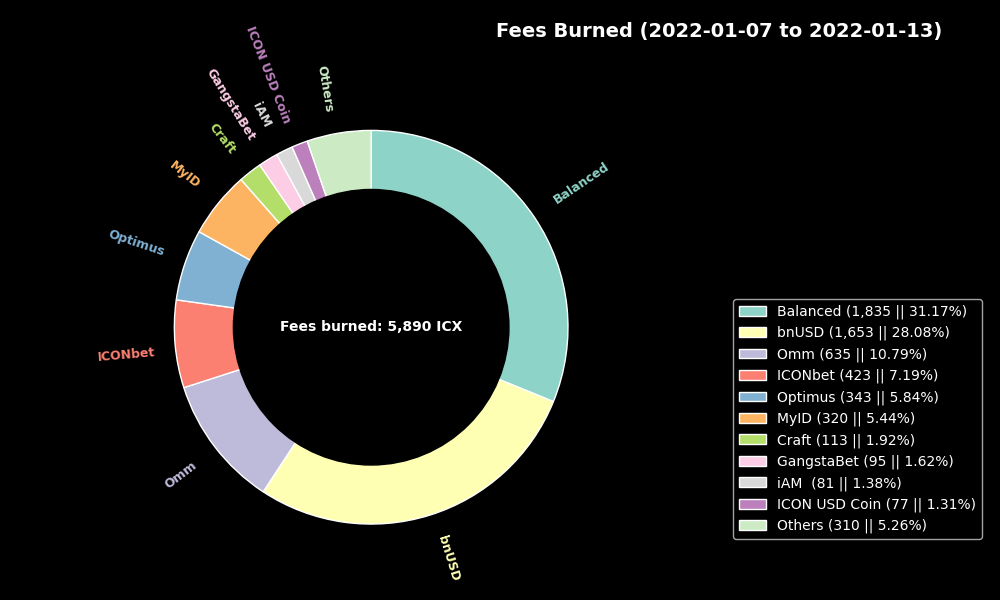 Fees Burned (2022-01-07 to 2022-01-13)
Others
ICON USD Coin
iAM
GangstaBet
Craft
MyID
Balanced
Optimus
ICONbet
Omm
bnUSD
Fees burned: 5,890 ICX
Balanced (1,835 || 31.17%)
bnUSD (1,653 || 28.08%)
Omm (635 || 10.79%)
ICONbet (423 || 7.19%)
Optimus (343 || 5.84%)
MyID (320 || 5.44%)
Craft (113 || 1.92%)
GangstaBet (95 || 1.62%)
iAM  (81 || 1.38%)
ICON USD Coin (77 || 1.31%)
Others (310 || 5.26%)